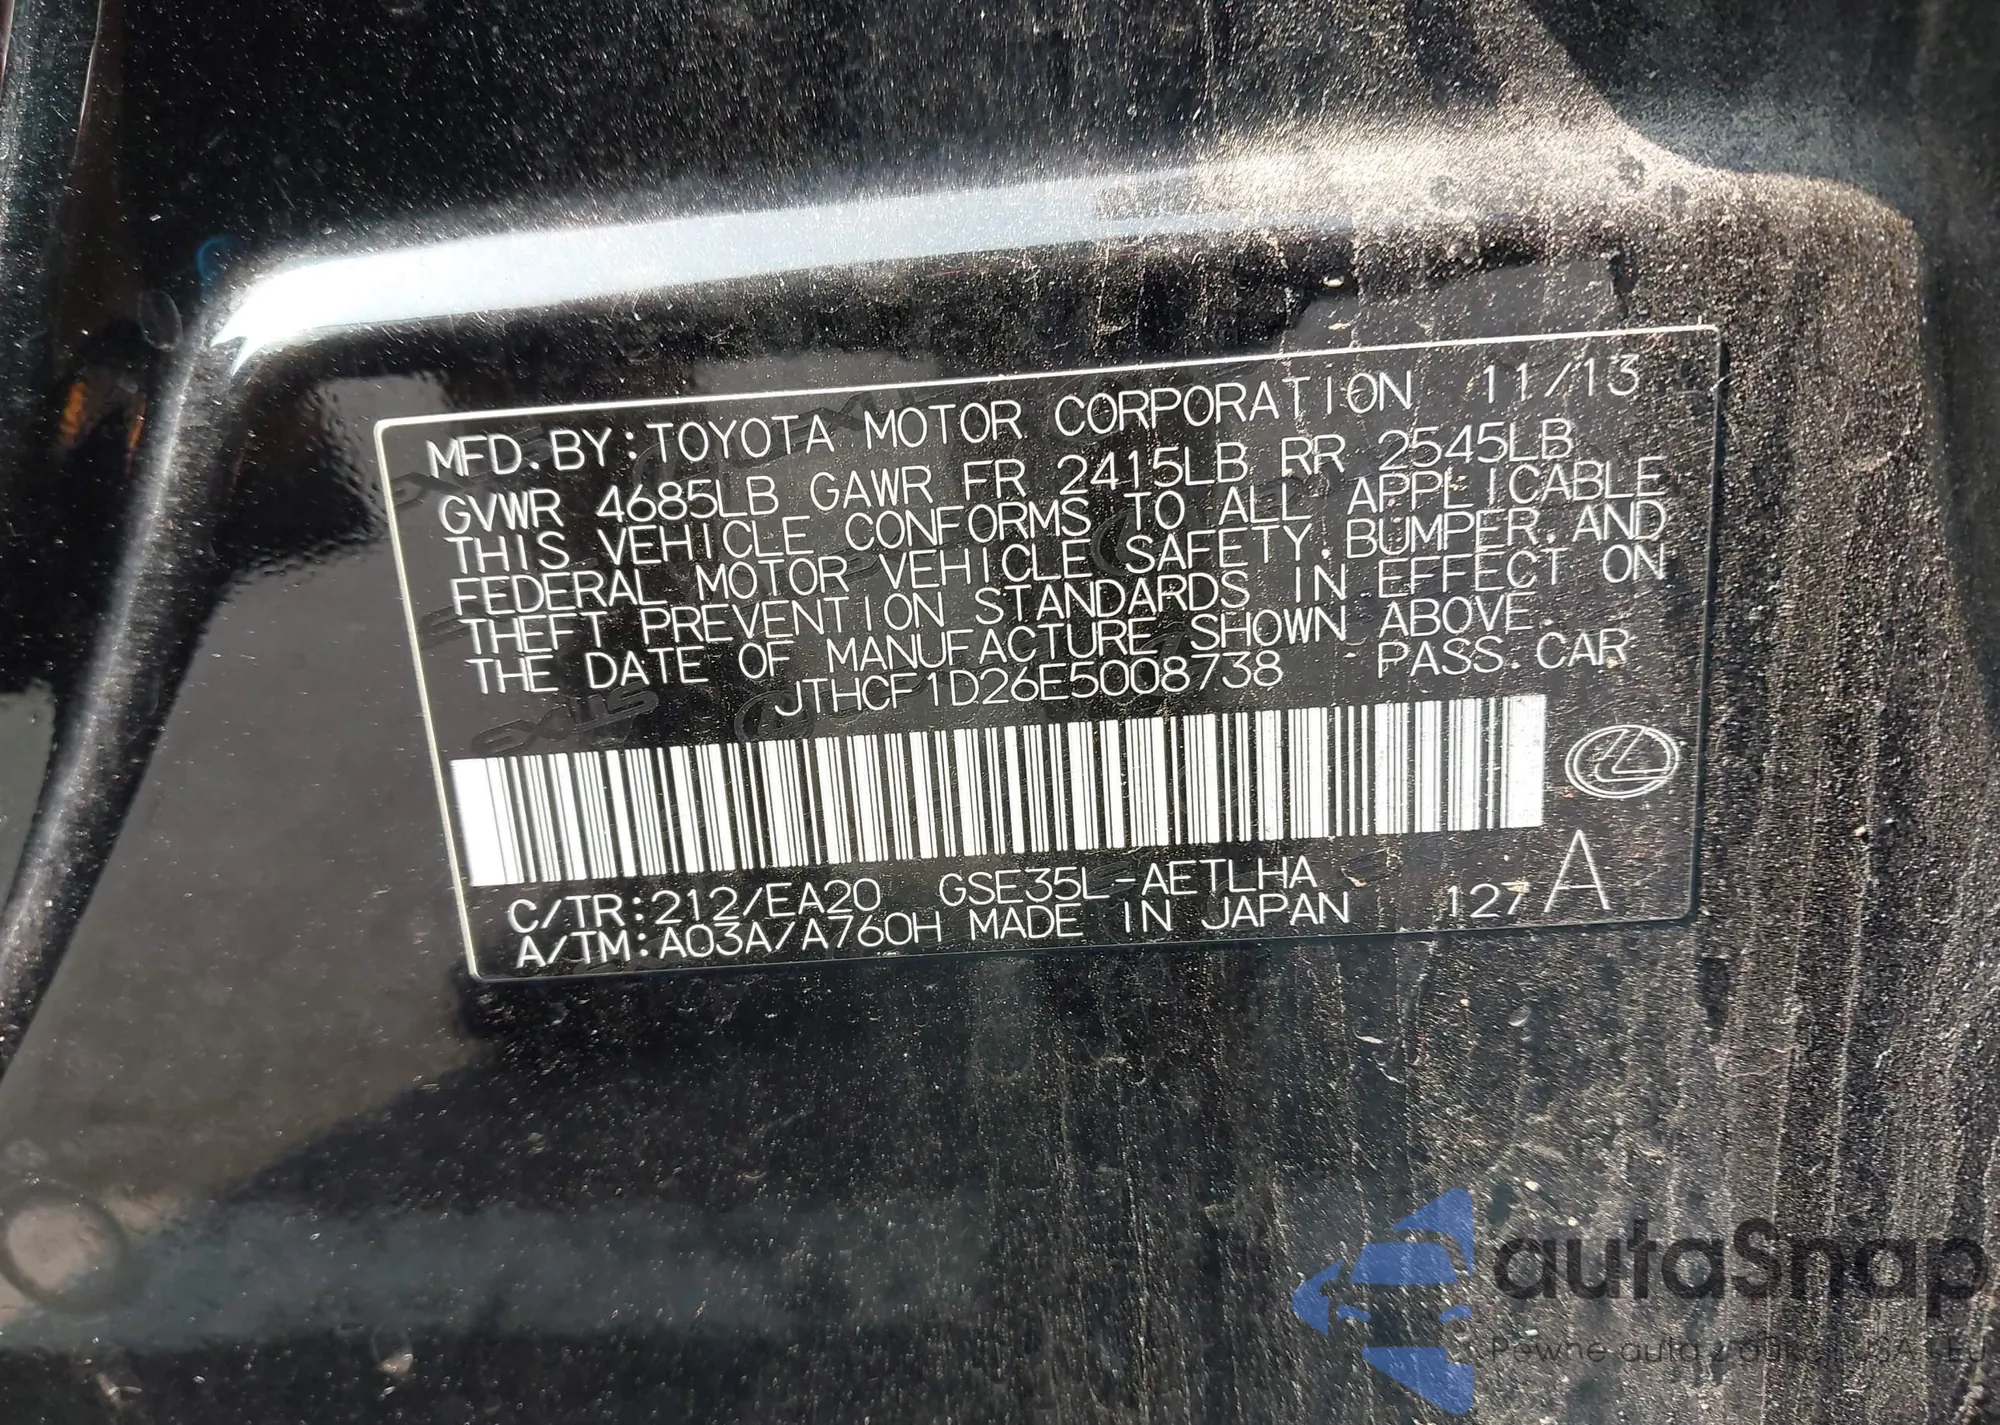 MFD.BY:TOYOTA MOTOR CORPORATION 11/13
GVWR 4685LB GAWR FR 2415LB RR 2545LB
THIS VEHICLE CONFORMS TO ALL APPLICABLE
FEDERAL MOTOR VEHICLE SAFETY,BUMPER,AND
THEFT PREVENTION STANDARDS IN EFFECT ON
THE DATE OF MANUFACTURE SHOWN ABOVE.
JTHCF1D26E5008738 PASS.CAR
C/TR:212/EA20 GSE35L-AETLHA
A/TM:A03A/A760H MADE IN JAPAN 127 A
autoSnap
Pewne auta z